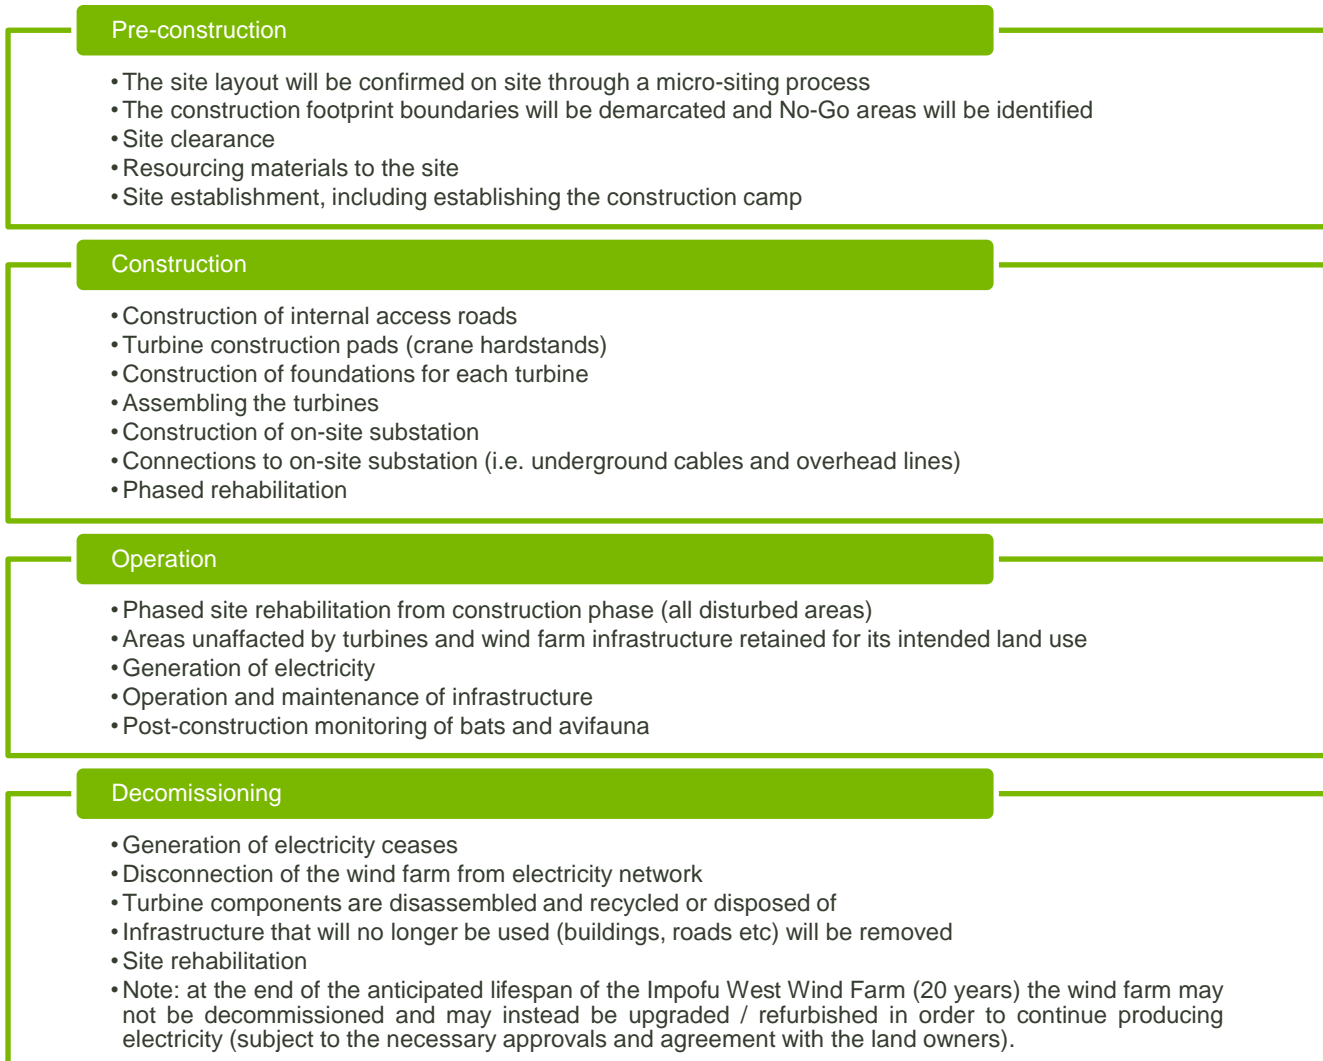 Pre-construction
•The site layout will be confirmed on site through a micro-siting process
•The construction footprint boundaries will be demarcated and No-Go areas will be identified
•Site clearance
•Resourcing materials to the site
•Site establishment, including establishing the construction camp
Construction
•Construction of internal access roads
•Turbine construction pads (crane hardstands)
•Construction of foundations for each turbine
•Assembling the turbines
•Construction of on-site substation
•Connections to on-site substation (i.e. underground cables and overhead lines)
•Phased rehabilitation
Operation
•Phased site rehabilitation from construction phase (all disturbed areas)
•Areas unaffacted by turbines and wind farm infrastructure retained for its intended land use
•Generation of electricity
•Operation and maintenance of infrastructure
•Post-construction monitoring of bats and avifauna
Decomissioning
•Generation of electricity ceases
•Disconnection of the wind farm from electricity network
•Turbine components are disassembled and recycled or disposed of
•Infrastructure that will no longer be used (buildings, roads etc) will be removed
•Site rehabilitation
•Note: at the end of the anticipated lifespan of the Impofu West Wind Farm (20 years) the wind farm may
not be decommissioned and may instead be upgraded / refurbished in order to continue producing
electricity (subject to the necessary approvals and agreement with the land owners).